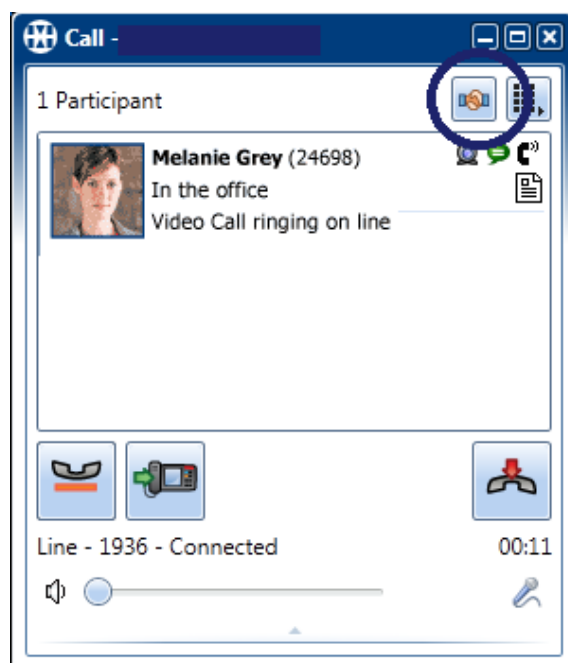 Call -
1 Participant
Melanie Grey (24698)
In the office
Video Call ringing on line
Line - 1936 - Connected
00:11